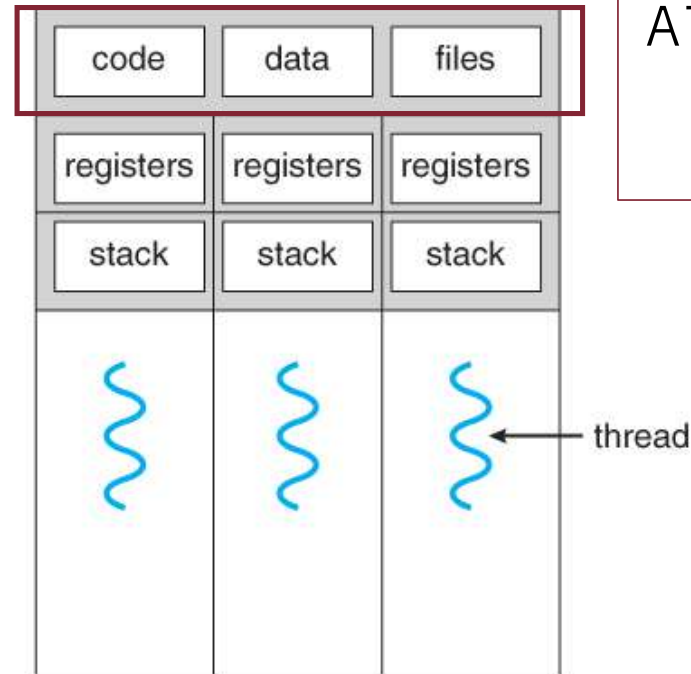 code data files
A
registers registers registers
stack stack stack
thread